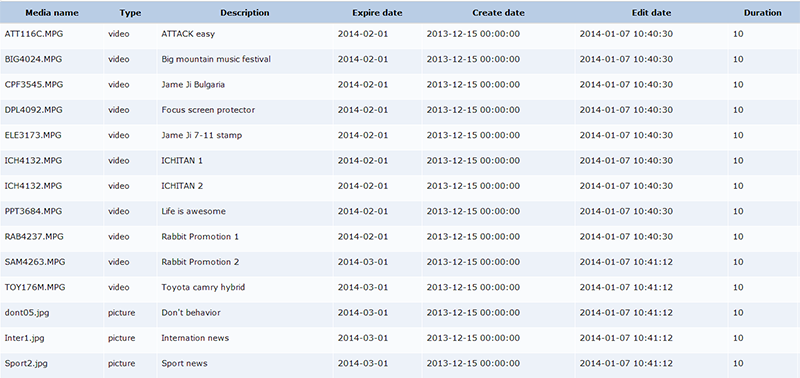 Media name Type Description Expire date Create date Edit date Duration
ATT116C.MPG video ATTACK easy 2014-02-01 2013-12-15 00:00:00 2014-01-07 10:40:30 10
BIG4024.MPG video Big mountain music festival 2014-02-01 2013-12-15 00:00:00 2014-01-07 10:40:30 10
CPF3545.MPG video Jame Ji Bulgaria 2014-02-01 2013-12-15 00:00:00 2014-01-07 10:40:30 10
DPL4092.MPG video Focus screen protector 2014-02-01 2013-12-15 00:00:00 2014-01-07 10:40:30 10
ELE3173.MPG video Jame Ji 7-11 stamp 2014-02-01 2013-12-15 00:00:00 2014-01-07 10:40:30 10
ICH4132.MPG video ICHITAN 1 2014-02-01 2013-12-15 00:00:00 2014-01-07 10:40:30 10
ICH4132.MPG video ICHITAN 2 2014-02-01 2013-12-15 00:00:00 2014-01-07 10:40:30 10
PPT3684.MPG video Life is awesome 2014-02-01 2013-12-15 00:00:00 2014-01-07 10:40:30 10
RAB4237.MPG video Rabbit Promotion 1 2014-02-01 2013-12-15 00:00:00 2014-01-07 10:40:30 10
SAM4263.MPG video Rabbit Promotion 2 2014-03-01 2013-12-15 00:00:00 2014-01-07 10:41:12 10
TOY176M.MPG video Toyota camry hybrid 2014-03-01 2013-12-15 00:00:00 2014-01-07 10:41:12 10
dont05.jpg picture Don't behavior 2014-03-01 2013-12-15 00:00:00 2014-01-07 10:41:12 10
Inter1.jpg picture Internation news 2014-03-01 2013-12-15 00:00:00 2014-01-07 10:41:12 10
Sport2.jpg picture Sport news 2014-03-01 2013-12-15 00:00:00 2014-01-07 10:41:12 10